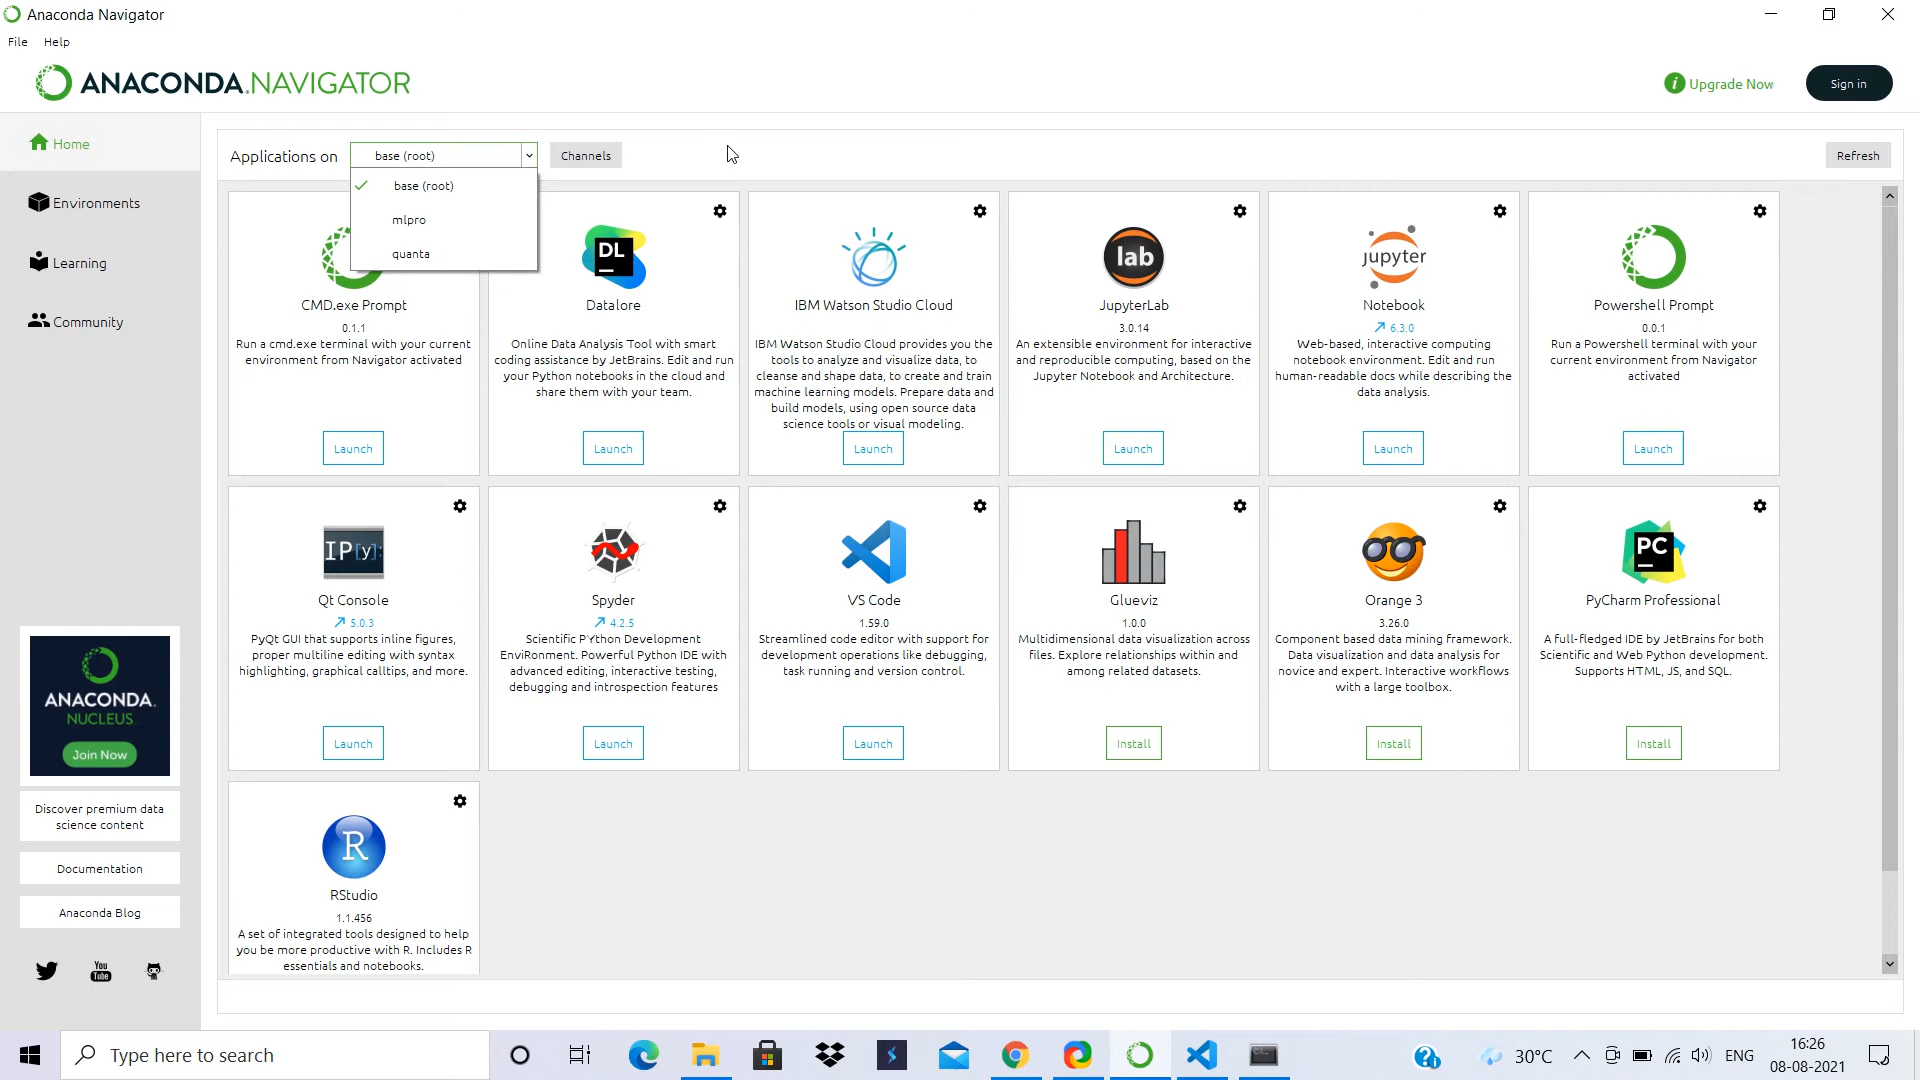 Anaconda Navigator
File Help
ANACONDA.NAVIGATOR
Upgrade Now
Sign in
Home
Environments
Learning
Community
Applications on
base (root)
Channels
Refresh
base (root)
mlpro
quanta
CMD.exe Prompt
0.1.1
Run a cmd.exe terminal with your current
environment from Navigator activated
Launch
DL
Datalore
Online Data Analysis Tool with smart
coding assistance by JetBrains. Edit and run
your Python notebooks in the cloud and
share them with your team.
Launch
IBM Watson Studio Cloud
IBM Watson Studio Cloud provides you the
tools to analyze and visualize data, to
cleanse and shape data, to create and train
machine learning models. Prepare data and
build models, using open source data
science tools or visual modeling.
Launch
lab
JupyterLab
3.0.14
An extensible environment for interactive
and reproducible computing, based on the
Jupyter Notebook and Architecture.
Launch
jupyter
Notebook
6.3.0
Web-based, interactive computing
notebook environment. Edit and run
human-readable docs while describing the
data analysis.
Launch
Powershell Prompt
0.0.1
Run a Powershell terminal with your
current environment from Navigator
activated
Launch
IP[y]:
Qt Console
5.0.3
PyQt GUI that supports inline figures,
proper multiline editing with syntax
highlighting, graphical calltips, and more.
Launch
Spyder
4.2.5
Scientific PYthon Development
EnviRonment. Powerful Python IDE with
advanced editing, interactive testing,
debugging and introspection features
Launch
VS Code
1.59.0
Streamlined code editor with support for
development operations like debugging,
task running and version control.
Launch
Glueviz
1.0.0
Multidimensional data visualization across
files. Explore relationships within and
among related datasets.
Install
Orange 3
3.26.0
Component based data mining framework.
Data visualization and data analysis for
novice and expert. Interactive workflows
with a large toolbox.
Install
PC
PyCharm Professional
A full-fledged IDE by JetBrains for both
Scientific and Web Python development.
Supports HTML, JS, and SQL.
Install
R
RStudio
1.1.456
A set of integrated tools designed to help
you be more productive with R. Includes R
essentials and notebooks.
ANACONDA.
NUCLEUS
Join Now
Discover premium data
science content
Documentation
Anaconda Blog
You
Tube
Type here to search
30°C
ENG
16:26
08-08-2021